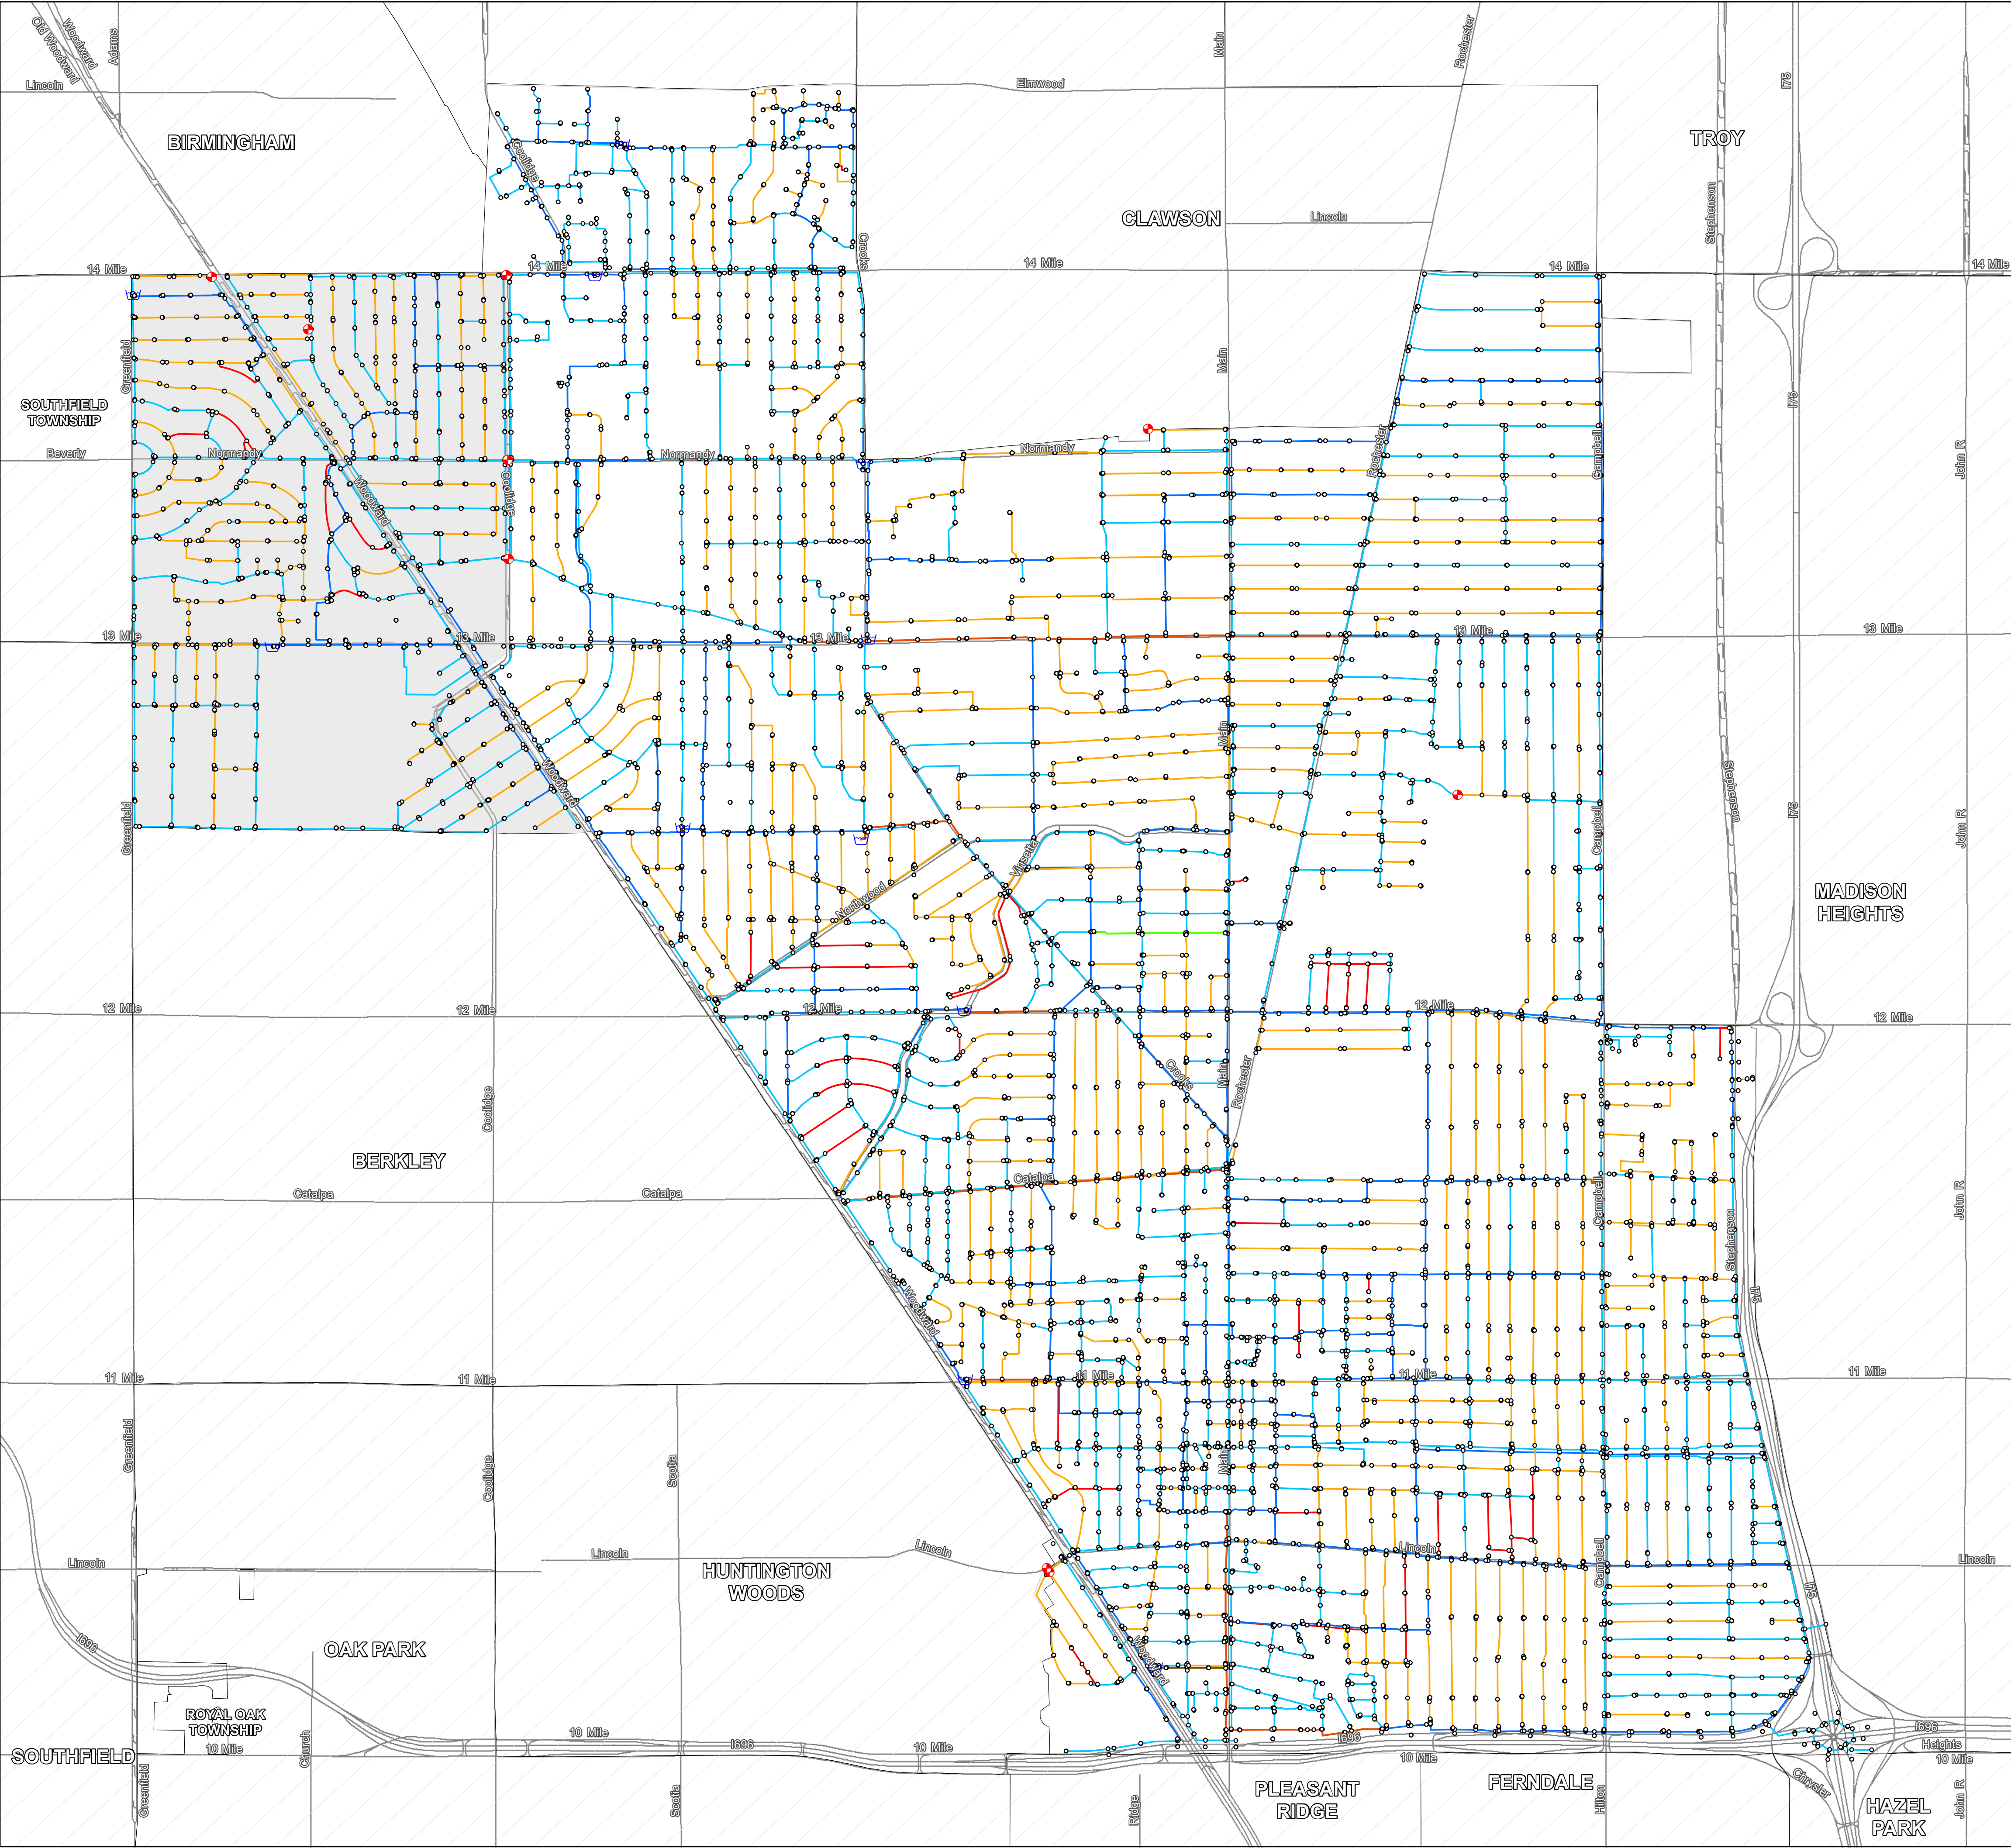 Old Woodward
Woodward
Adams
Main
Rochester
Lincoln
Elmwood
I75
BIRMINGHAM
TROY
Coolidge
Stephenson
CLAWSON
Lincoln
Crooks
14 Mile
14 Mile
14 Mile
14 Mile
14 Mile
Greenfield
Main
I75
SOUTHFIELD
TOWNSHIP
Beverly
Normandy
Normandy
Normandy
Rochester
Campbell
John R
Woodward
Coolidge
13 Mile
13 Mile
13 Mile
13 Mile
13 Mile
Main
Woodward
Stephenson
Greenfield
Campbell
I75
John R
Vinsetta
Northwood
MADISON
HEIGHTS
12 Mile
12 Mile
12 Mile
12 Mile
12 Mile
Coolidge
Crooks
Main
Rochester
BERKLEY
Catalpa
Catalpa
Catalpa
Campbell
Stephenson
John R
Woodward
I75
11 Mile
11 Mile
11 Mile
11 Mile
11 Mile
Greenfield
Coolidge
Scotia
Main
Lincoln
Lincoln
Lincoln
Lincoln
Campbell
Lincoln
HUNTINGTON
WOODS
I75
I696
OAK PARK
Woodward
ROYAL OAK
TOWNSHIP
10 Mile
Church
10 Mile
I696
10 Mile
I696
10 Mile
I696
Heights
10 Mile
SOUTHFIELD
Greenfield
Scotia
Ridge
PLEASANT
RIDGE
FERNDALE
Hilton
Chrysler
HAZEL
PARK
John R